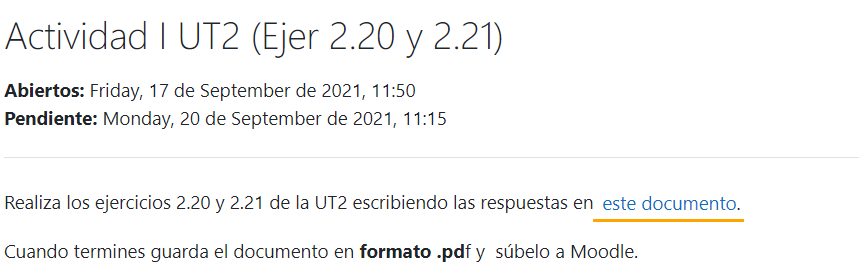 Actividad I UT2 (Ejer 2.20 y 2.21)
Abiertos: Friday, 17 de September de 2021, 11:50
Pendiente: Monday, 20 de September de 2021, 11:15
Realiza los ejercicios 2.20 y 2.21 de la UT2 escribiendo las respuestas en este documento.
Cuando termines guarda el documento en formato .pdf y súbelo a Moodle.